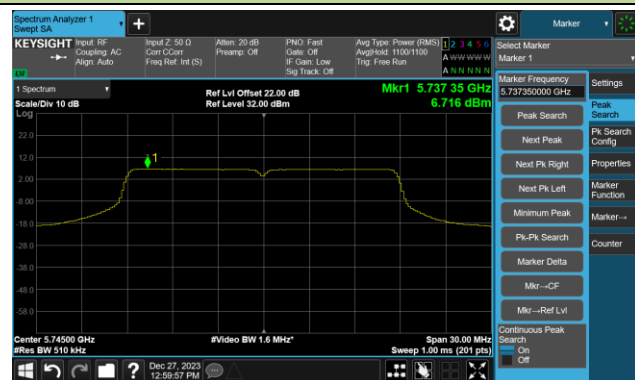 Spectrum Analyzer 1
Swept SA
+
Marker
KEYSIGHT
Input: RF
Coupling: AC
Align: Auto
Input Z: 50 Ω
Corr CCorr
Freq Ref: Int (S)
Atten: 20 dB
Preamp: Off
PNO: Fast
Gate: Off
IF Gain: Low
Sig Track: Off
Avg Type: Power (RMS)
Avg|Hold: 1100/1100
Trig: Free Run
1 2 3 4 5 6
A W W W W W
A N N N N N
LW
Select Marker
Marker 1
1 Spectrum
Scale/Div 10 dB
Log
Ref Lvl Offset 22.00 dB
Ref Level 32.00 dBm
Mkr1 5.737 35 GHz
6.716 dBm
22.0
12.0
2.00
-8.00
-18.0
-28.0
-38.0
-48.0
-58.0
1
Center 5.74500 GHz
#Res BW 510 kHz
#Video BW 1.6 MHz*
Span 30.00 MHz
Sweep 1.00 ms (201 pts)
Marker Frequency
5.737350000 GHz
Peak Search
Next Peak
Next Pk Right
Next Pk Left
Minimum Peak
Pk-Pk Search
Marker Delta
Mkr→CF
Mkr→Ref Lvl
Continuous Peak
Search
On
Off
Settings
Peak
Search
Pk Search
Config
Properties
Marker
Function
Marker→
Counter
?
Dec 27, 2023
12:59:57 PM